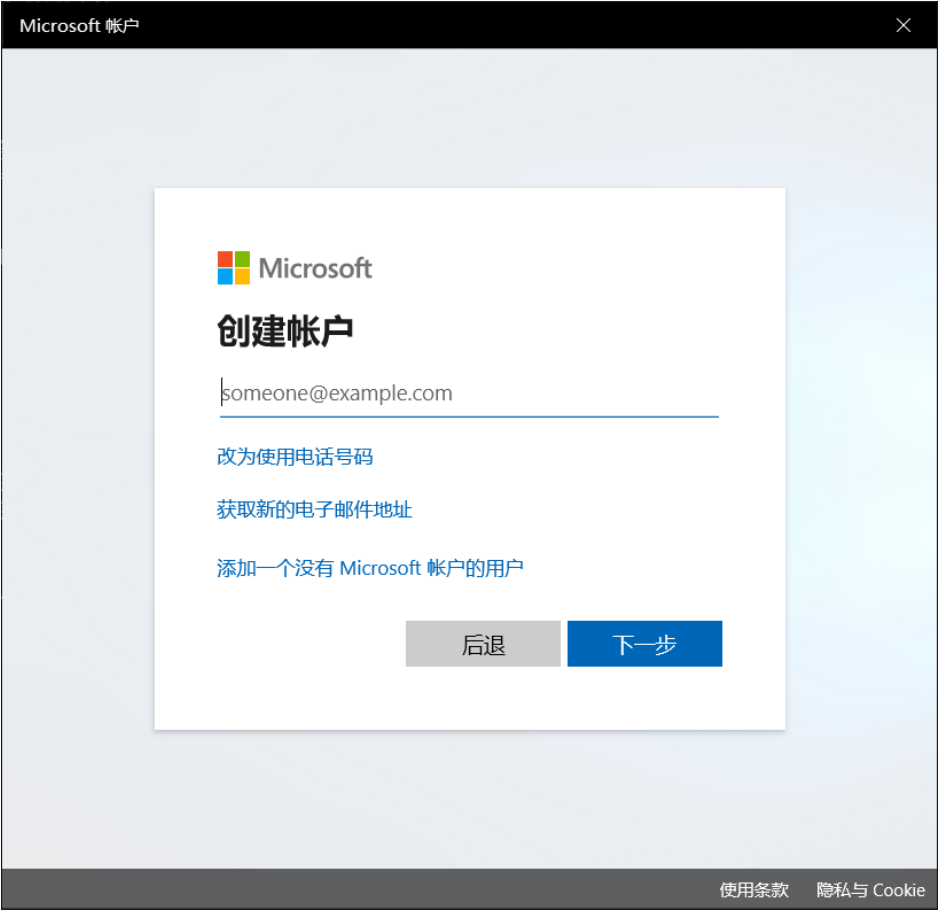 Microsoft 帐户
Microsoft
创建帐户
someone@example.com
改为使用电话号码
获取新的电子邮件地址
添加一个没有 Microsoft 帐户的用户
后退 下一步
使用条款 隐私与 Cookie